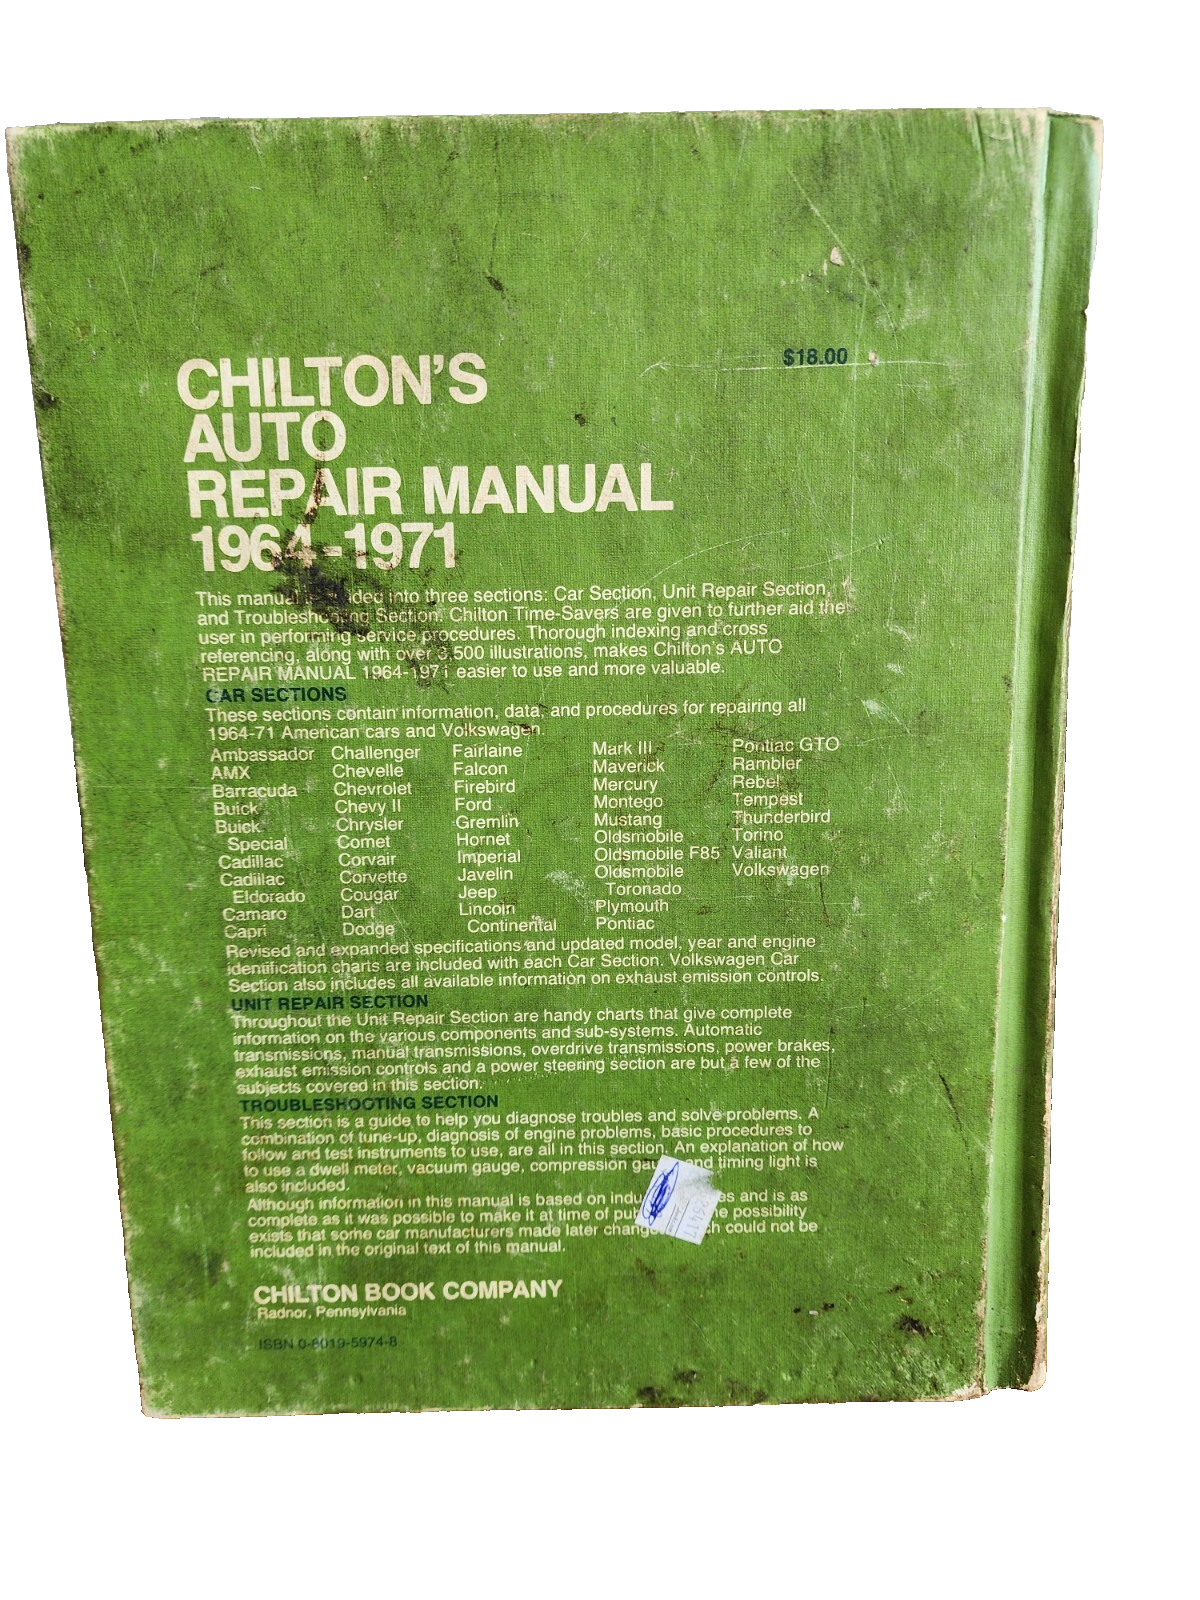 $18.00
CHILTON'S
AUTO
REPAIR MANUAL
1964-1971
This manual is divided into three sections: Car Section, Unit Repair Section,
and Troubleshooting Section. Chilton Time-Savers are given to further aid the
user in performing service procedures. Thorough indexing and cross
referencing, along with over 3,500 illustrations, makes Chilton's AUTO
REPAIR MANUAL 1964-1971 easier to use and more valuable.
CAR SECTIONS
These sections contain information, data, and procedures for repairing all
1964-71 American cars and Volkswagen.
Ambassador
AMX
Barracuda
Buick
Buick
Special
Cadillac
Cadillac
Eldorado
Camaro
Capri
Challenger
Chevelle
Chevrolet
Chevy II
Chrysler
Comet
Corvair
Corvette
Cougar
Dart
Dodge
Fairlaine
Falcon
Firebird
Ford
Gremlin
Hornet
Imperial
Javelin
Jeep
Lincoln
Continental
Mark III
Maverick
Mercury
Montego
Mustang
Oldsmobile
Oldsmobile F85
Oldsmobile
Toronado
Plymouth
Pontiac
Pontiac GTO
Rambler
Rebel
Tempest
Thunderbird
Torino
Valiant
Volkswagen
Revised and expanded specifications and updated model, year and engine
identification charts are included with each Car Section. Volkswagen Car
Section also includes all available information on exhaust emission controls.
UNIT REPAIR SECTION
Throughout the Unit Repair Section are handy charts that give complete
information on the various components and sub-systems. Automatic
transmissions, manual transmissions, overdrive transmissions, power brakes,
exhaust emission controls and a power steering section are but a few of the
subjects covered in this section.
TROUBLESHOOTING SECTION
This section is a guide to help you diagnose troubles and solve problems. A
combination of tune-up, diagnosis of engine problems, basic procedures to
follow and test instruments to use, are all in this section. An explanation of how
to use a dwell meter, vacuum gauge, compression gau and timing light is
also included.
Although information in this manual is based on indu es and is as
complete as it was possible to make it at time of pub e possibility
exists that some car manufacturers made later change ch could not be
included in the original text of this manual.
CHILTON BOOK COMPANY
Radnor, Pennsylvania
ISBN 0-8019-5974-8